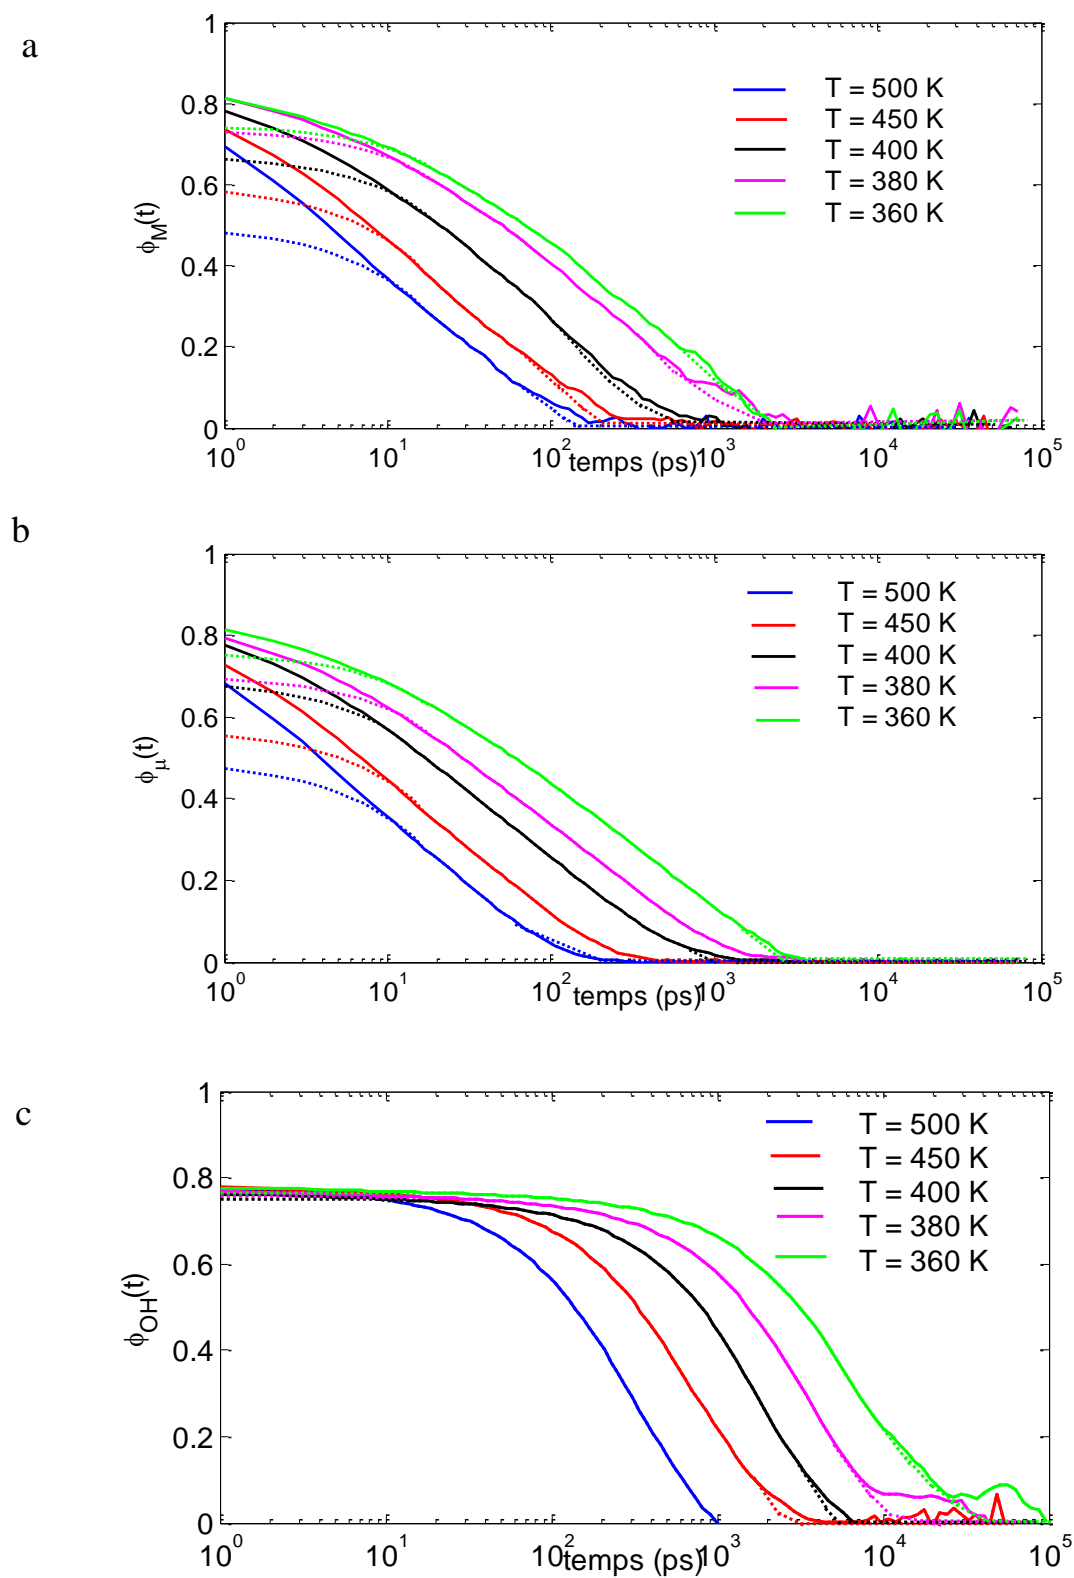 a
ϕM(t)
1
0.8
0.6
0.4
0.2
0
T = 500 K
T = 450 K
T = 400 K
T = 380 K
T = 360 K
10^0 10^1 10^2 10^3 10^4 10^5
temps (ps)
b
ϕμ(t)
1
0.8
0.6
0.4
0.2
0
T = 500 K
T = 450 K
T = 400 K
T = 380 K
T = 360 K
10^0 10^1 10^2 10^3 10^4 10^5
temps (ps)
c
ϕOH(t)
1
0.8
0.6
0.4
0.2
0
T = 500 K
T = 450 K
T = 400 K
T = 380 K
T = 360 K
10^0 10^1 10^2 10^3 10^4 10^5
temps (ps)